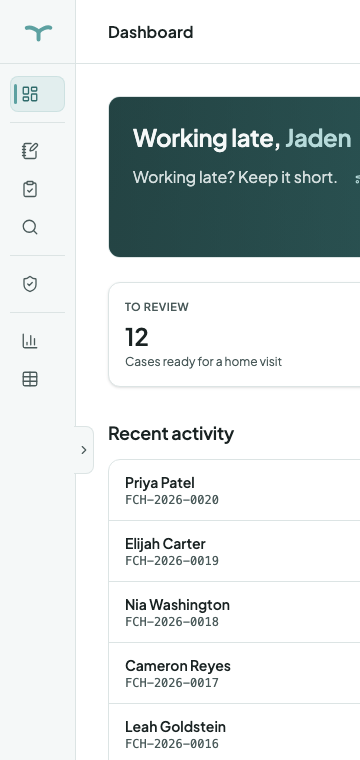 Dashboard
Working late, Jaden
Working late? Keep it short.
TO REVIEW
12
Cases ready for a home visit
Recent activity
Priya Patel
FCH-2026-0020
Elijah Carter
FCH-2026-0019
Nia Washington
FCH-2026-0018
Cameron Reyes
FCH-2026-0017
Leah Goldstein
FCH-2026-0016